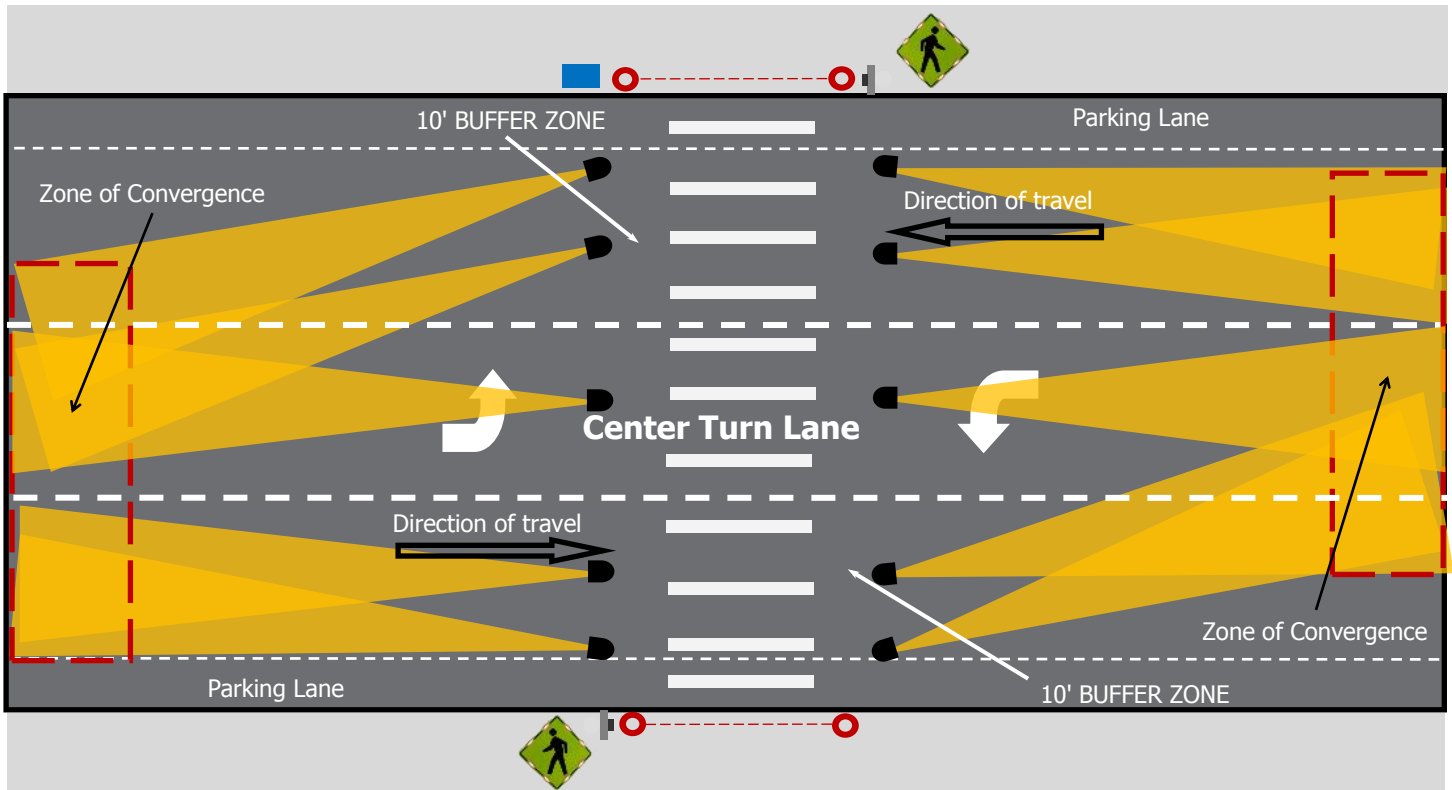 Parking Lane
10' BUFFER ZONE
Zone of Convergence
Direction of travel
Center Turn Lane
Direction of travel
Zone of Convergence
Parking Lane
10' BUFFER ZONE